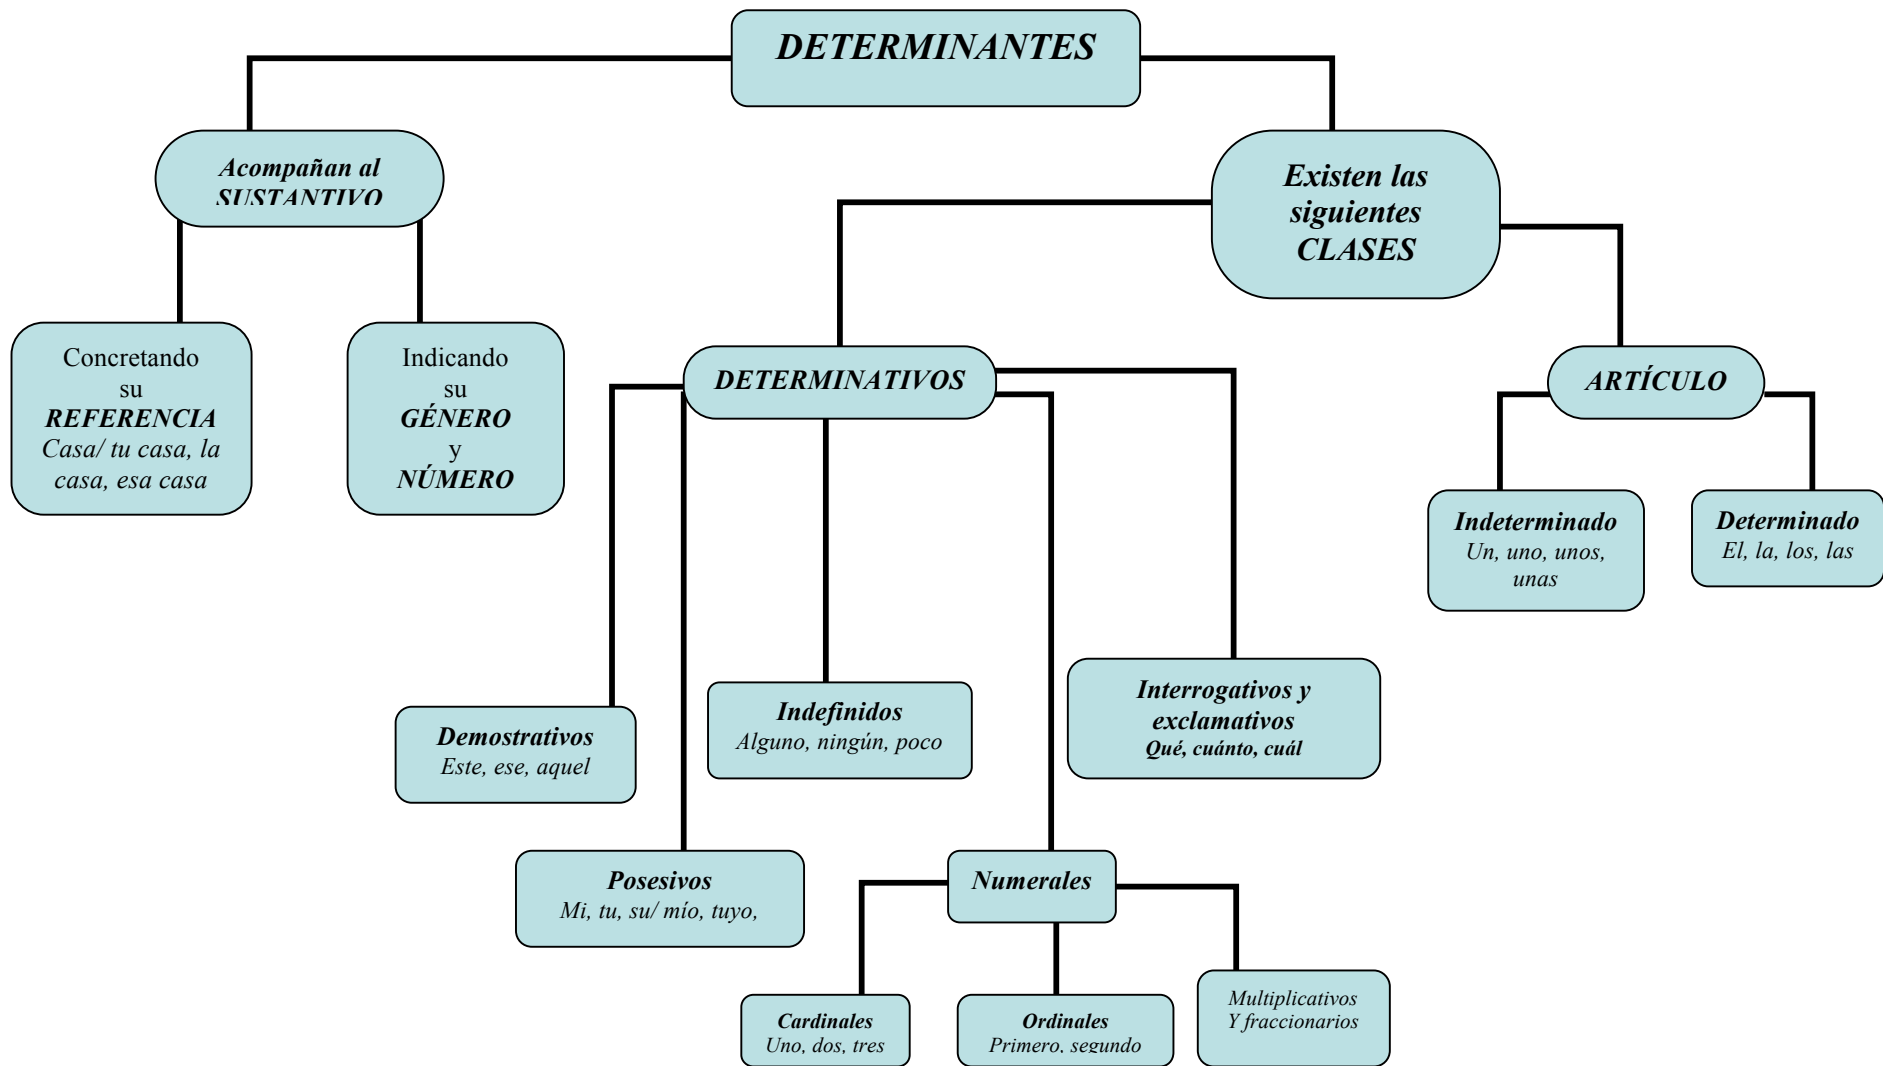 DETERMINANTES
Acompañan al
SUSTANTIVO
Existen las
siguientes
CLASES
Concretando
su
REFERENCIA
Casa/ tu casa, la
casa, esa casa
Indicando
su
GÉNERO
y
NÚMERO
DETERMINATIVOS
ARTÍCULO
Indeterminado
Un, uno, unos,
unas
Determinado
El, la, los, las
Demostrativos
Este, ese, aquel
Indefinidos
Alguno, ningún, poco
Interrogativos y
exclamativos
Qué, cuánto, cuál
Posesivos
Mi, tu, su/ mío, tuyo,
Numerales
Cardinales
Uno, dos, tres
Ordinales
Primero, segundo
Multiplicativos
Y fraccionarios